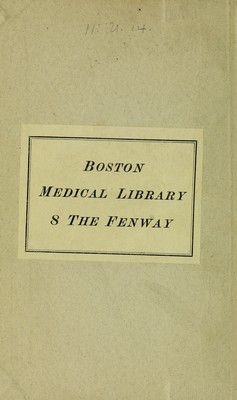 BOSTON
MEDICAL LIBRARY
8 THE FENWAY